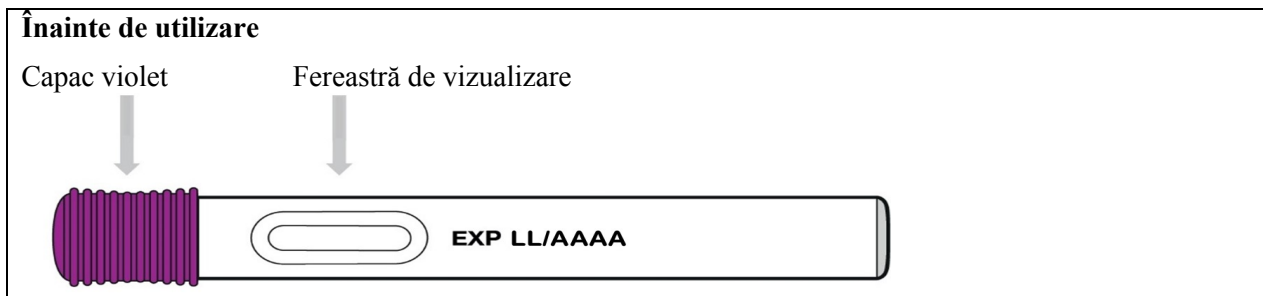 Înainte de utilizare
Capac violet Fereastră de vizualizare
EXP LL/AAAA